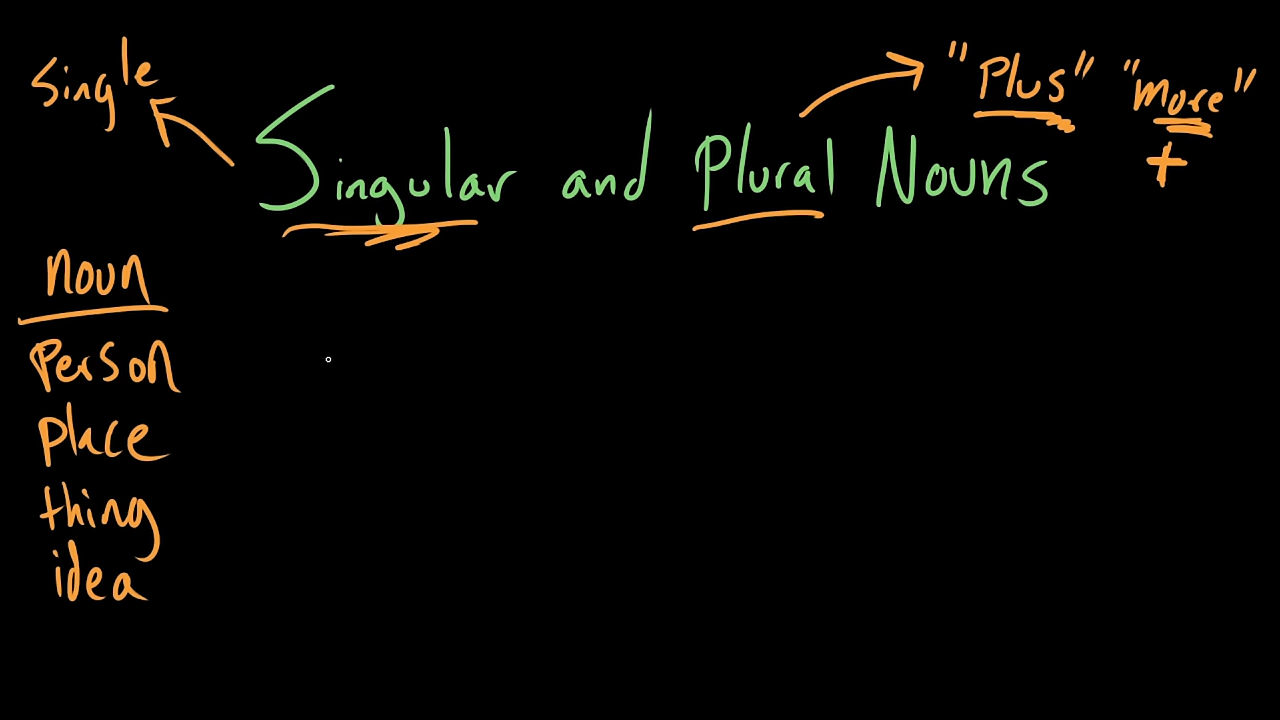 Single
"Plus" "more"
+
Singular and Plural Nouns
noun
Person
place
thing
idea